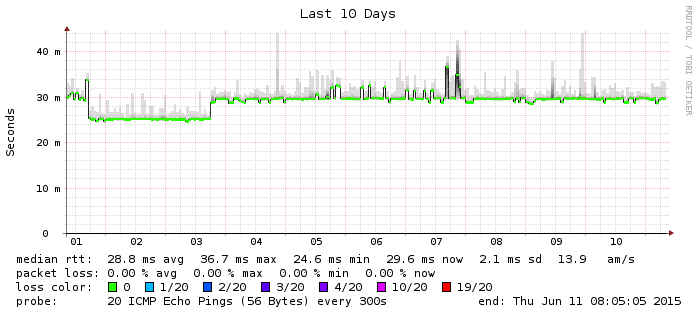 Last 10 Days
RRDTOOL / TOBI OETIKER
Seconds
40 m
30 m
20 m
10 m
0
01 02 03 04 05 06 07 08 09 10
median rtt: 28.8 ms avg 36.7 ms max 24.6 ms min 29.6 ms now 2.1 ms sd 13.9 am/s
packet loss: 0.00 % avg 0.00 % max 0.00 % min 0.00 % now
loss color: 0 1/20 2/20 3/20 4/20 10/20 19/20
probe: 20 ICMP Echo Pings (56 Bytes) every 300s end: Thu Jun 11 08:05:05 2015